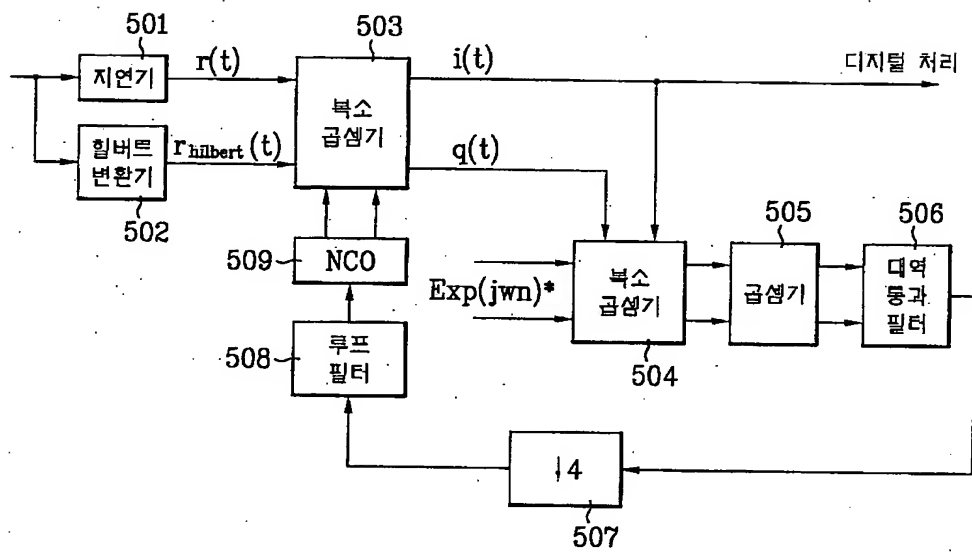 501
503
r(t)
i(t)
디지털 처리
지연기
복소
곱셈기
힐버트
변환기
rhilbert(t)
q(t)
502
505
506
509
NCO
Exp(jwn)*
복소
곱셈기
곱셈기
대역
통과
필터
508
루프
필터
504
↓4
507